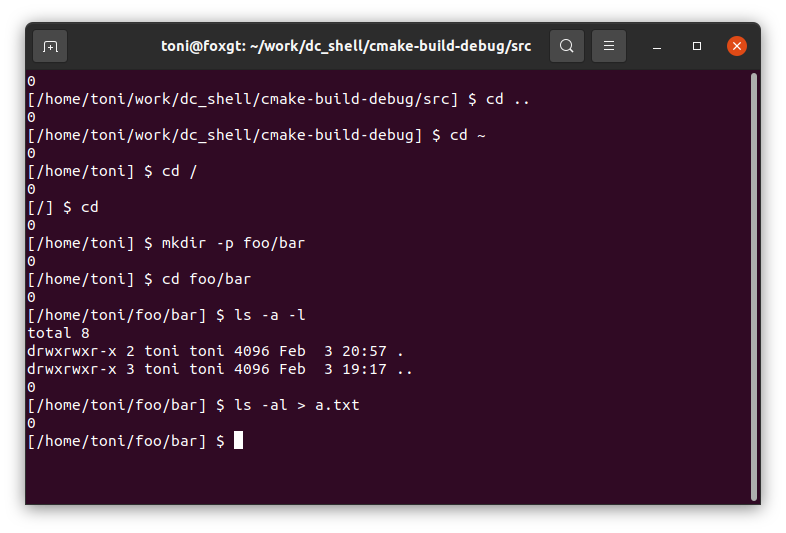 toni@foxgt: ~/work/dc_shell/cmake-build-debug/src
0
[/home/toni/work/dc_shell/cmake-build-debug/src] $ cd ..
0
[/home/toni/work/dc_shell/cmake-build-debug] $ cd ~
0
[/home/toni] $ cd /
0
[/] $ cd
0
[/home/toni] $ mkdir -p foo/bar
0
[/home/toni] $ cd foo/bar
0
[/home/toni/foo/bar] $ ls -a -l
total 8
drwxrwxr-x 2 toni toni 4096 Feb  3 20:57 .
drwxrwxr-x 3 toni toni 4096 Feb  3 19:17 ..
0
[/home/toni/foo/bar] $ ls -al > a.txt
0
[/home/toni/foo/bar] $